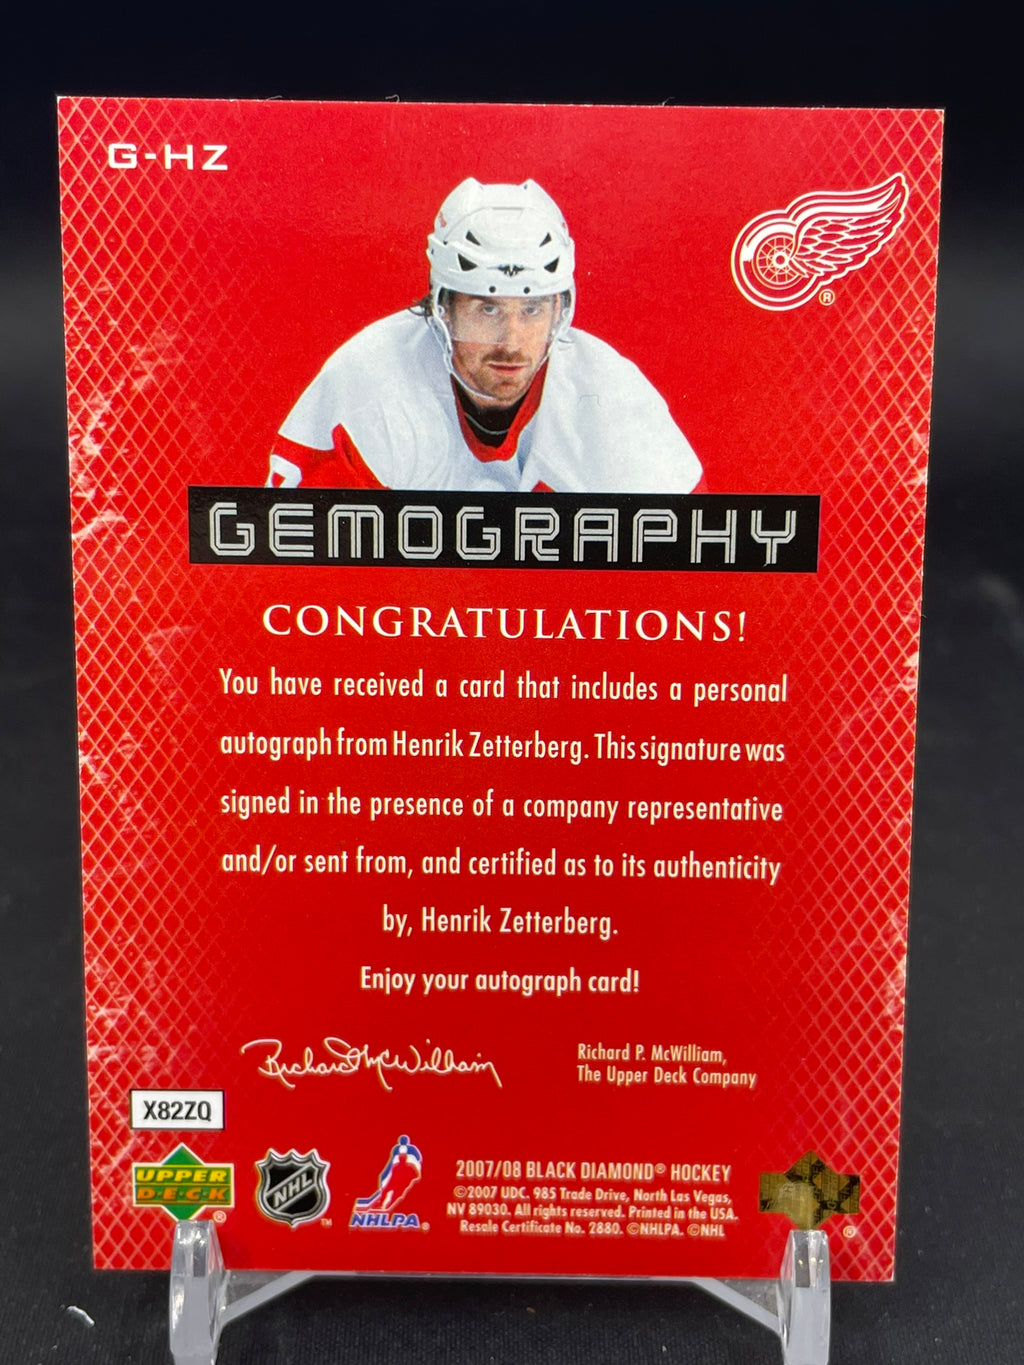 G-HZ
®
GEMOGRAPHY
CONGRATULATIONS!
You have received a card that includes a personal
autograph from Henrik Zetterberg. This signature was
signed in the presence of a company representative
and/or sent from, and certified as to its authenticity
by, Henrik Zetterberg.
Enjoy your autograph card!
Richard McWilliam
Richard P. McWilliam,
The Upper Deck Company
X82ZQ
UPPER
D·E·C·K
®
NHL
™
NHLPA®
2007/08 BLACK DIAMOND® HOCKEY
©2007 UDC. 985 Trade Drive, North Las Vegas,
NV 89030. All rights reserved. Printed in the USA.
Resale Certificate No. 2880. ©NHLPA. ©NHL
®